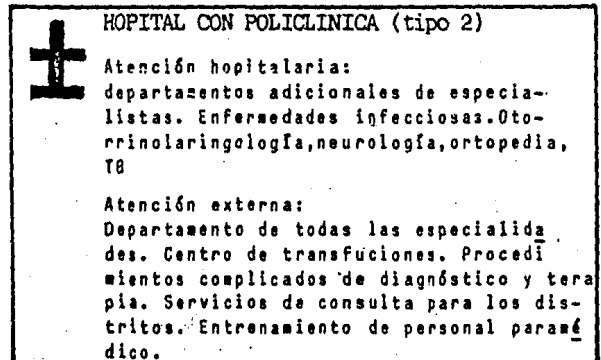 HOPITAL CON POLICLINICA (tipo 2)
Atención hopitalaria:
departamentos adicionales de especia-
listas. Enfermedades infecciosas.Oto-
rrinolaringología,neurología,ortopedia,
TB
Atención externa:
Departamento de todas las especialida
des. Centro de transfuciones. Procedi
mientos complicados de diagnóstico y tera
pia. Servicios de consulta para los dis-
tritos. Entrenamiento de personal paramé
dico.